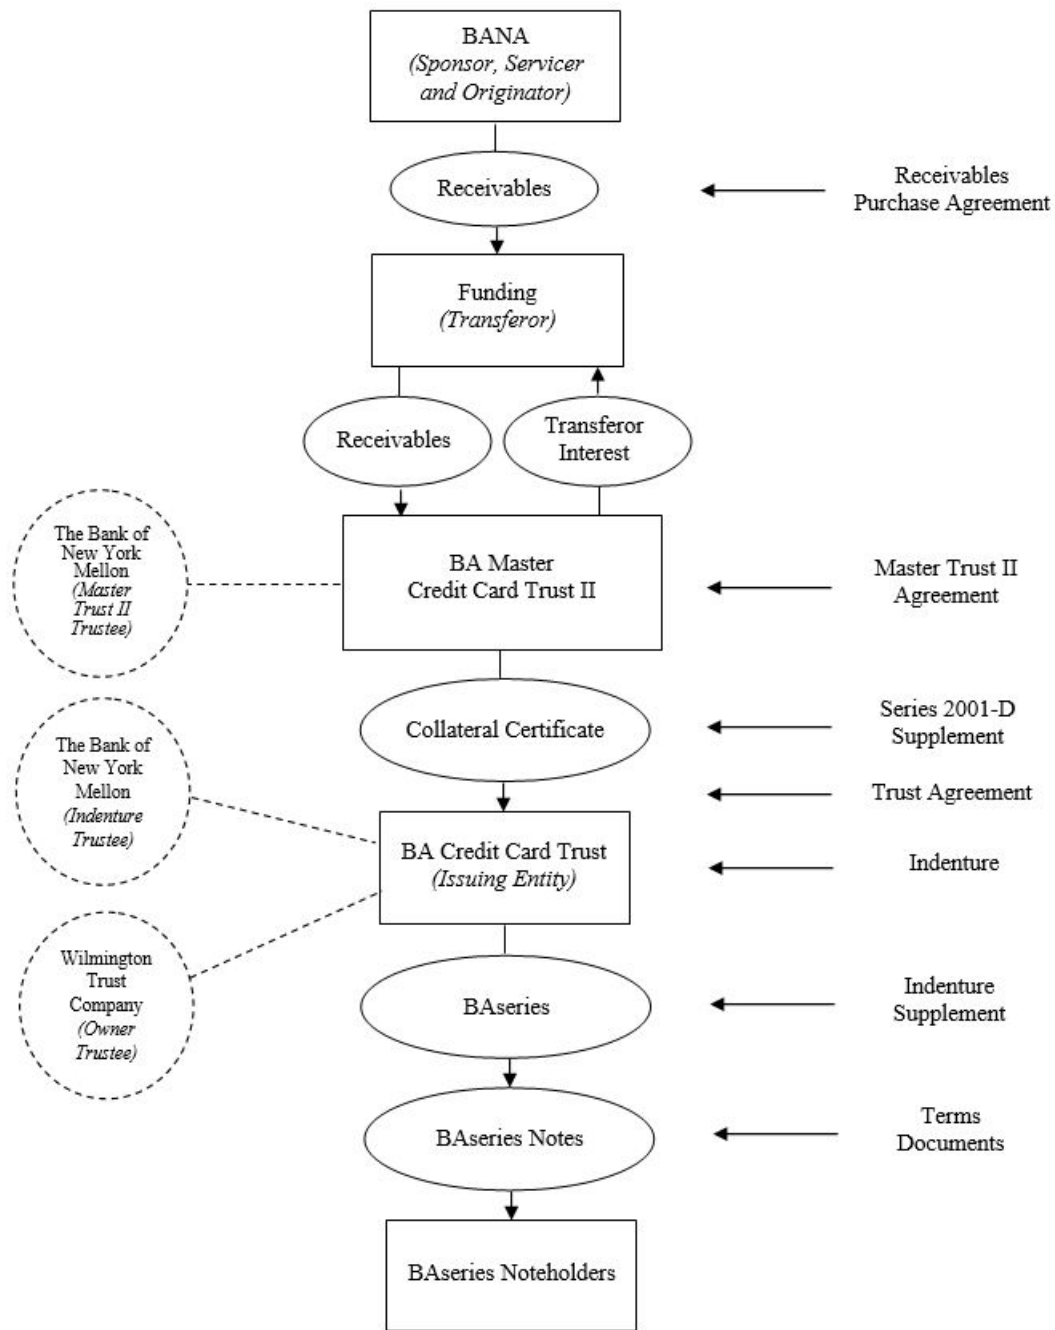 BANA
(Sponsor, Servicer
and Originator)
Receivables
Receivables
Purchase Agreement
Funding
(Transferor)
Receivables
Transferor
Interest
The Bank of
New York
Mellon
(Master
Trust II
Trustee)
BA Master
Credit Card Trust II
Master Trust II
Agreement
Collateral Certificate
Series 2001-D
Supplement
The Bank of
New York
Mellon
(Indenture
Trustee)
Trust Agreement
BA Credit Card Trust
(Issuing Entity)
Indenture
Wilmington
Trust
Company
(Owner
Trustee)
BAseries
Indenture
Supplement
BAseries Notes
Terms
Documents
BAseries Noteholders